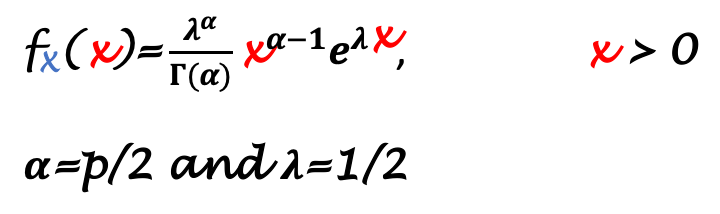 fₓ(x)=λ^α/Γ(α) x^(α−1)e^(λx), x > 0
α=p/2 and λ=1/2